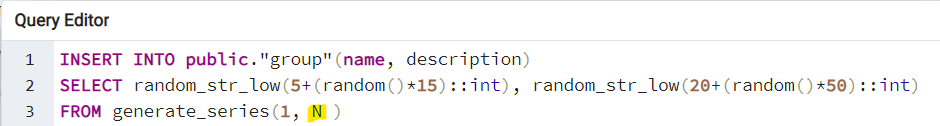 Query Editor
1 INSERT INTO public."group"(name, description)
2 SELECT random_str_low(5+(random()*15)::int), random_str_low(20+(random()*50)::int)
3 FROM generate_series(1, N )